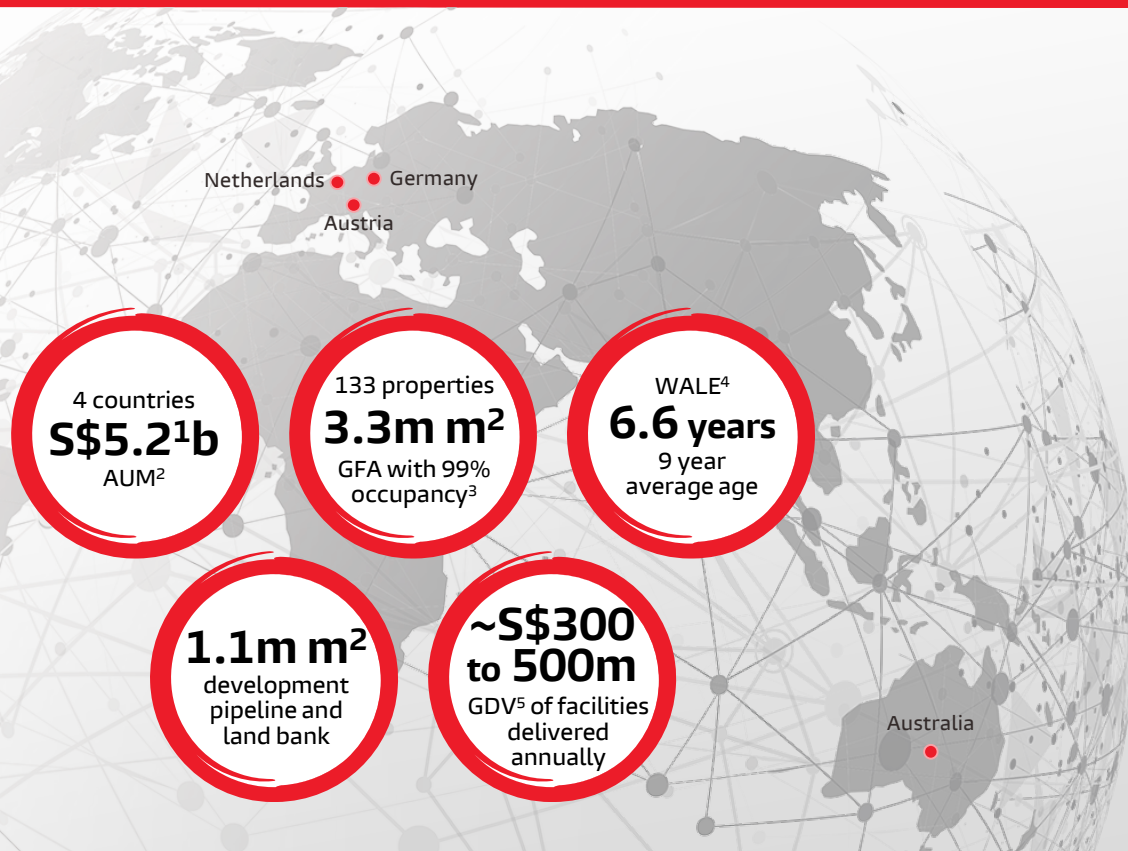 Netherlands
Germany
Austria
4 countries
S$5.2¹b
AUM²
133 properties
3.3m m²
GFA with 99%
occupancy³
WALE⁴
6.6 years
9 year
average age
1.1m m²
development
pipeline and
land bank
~S$300
to 500m
GDV⁵ of facilities
delivered
annually
Australia